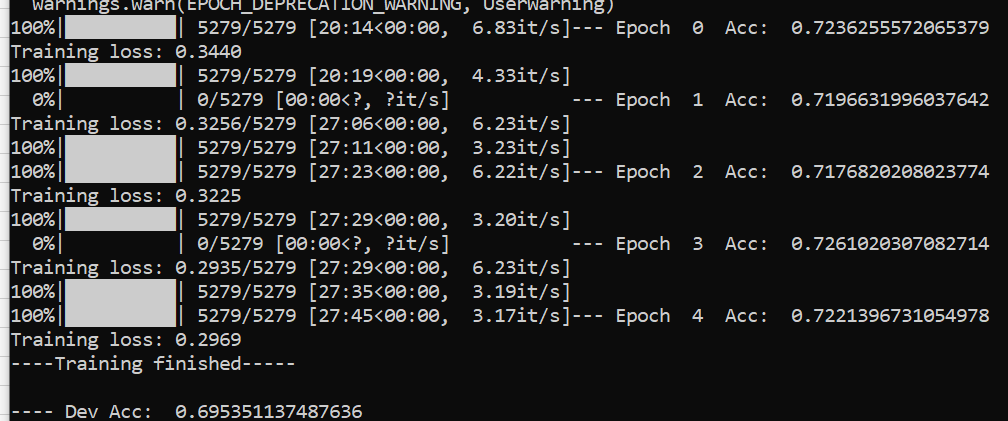 warnings.warn(EPOCH_DEPRECATION_WARNING, UserWarning)
100%|██████████| 5279/5279 [20:14<00:00,  6.83it/s]--- Epoch  0  Acc:  0.7236255572065379
Training loss: 0.3440
100%|██████████| 5279/5279 [20:19<00:00,  4.33it/s]
  0%|          | 0/5279 [00:00<?, ?it/s]           --- Epoch  1  Acc:  0.7196631996037642
Training loss: 0.3256/5279 [27:06<00:00,  6.23it/s]
100%|██████████| 5279/5279 [27:11<00:00,  3.23it/s]
100%|██████████| 5279/5279 [27:23<00:00,  6.22it/s]--- Epoch  2  Acc:  0.7176820208023774
Training loss: 0.3225
100%|██████████| 5279/5279 [27:29<00:00,  3.20it/s]
  0%|          | 0/5279 [00:00<?, ?it/s]           --- Epoch  3  Acc:  0.7261020307082714
Training loss: 0.2935/5279 [27:29<00:00,  6.23it/s]
100%|██████████| 5279/5279 [27:35<00:00,  3.19it/s]
100%|██████████| 5279/5279 [27:45<00:00,  3.17it/s]--- Epoch  4  Acc:  0.7221396731054978
Training loss: 0.2969
----Training finished-----
---- Dev Acc:  0.695351137487636